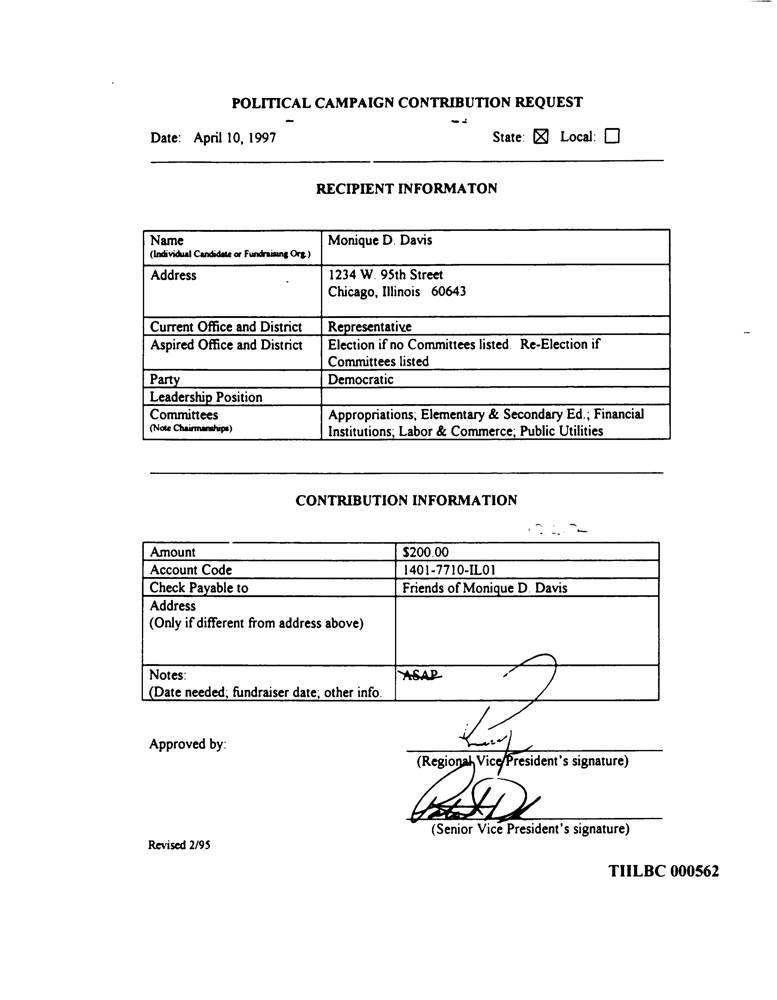 POLITICAL CAMPAIGN CONTRIBUTION REQUEST
Date: April 10, 1997 State: ☒ Local: ☐
RECIPIENT INFORMATON
Name Monique D. Davis
(Individual Candidate or Fundraising Org.)
Address 1234 W. 95th Street
Chicago, Illinois 60643
Current Office and District Representative
Aspired Office and District Election if no Committees listed. Re-Election if
Committees listed
Party Democratic
Leadership Position
Committees Appropriations; Elementary & Secondary Ed.; Financial
(Note Chairmanships) Institutions; Labor & Commerce; Public Utilities
CONTRIBUTION INFORMATION
Amount $200.00
Account Code 1401-7710-IL01
Check Payable to Friends of Monique D. Davis
Address
(Only if different from address above)
Notes: ASAP
(Date needed; fundraiser date; other info.
Approved by:
(Regional Vice President's signature)
(Senior Vice President's signature)
Revised 2/95
TIILBC 000562